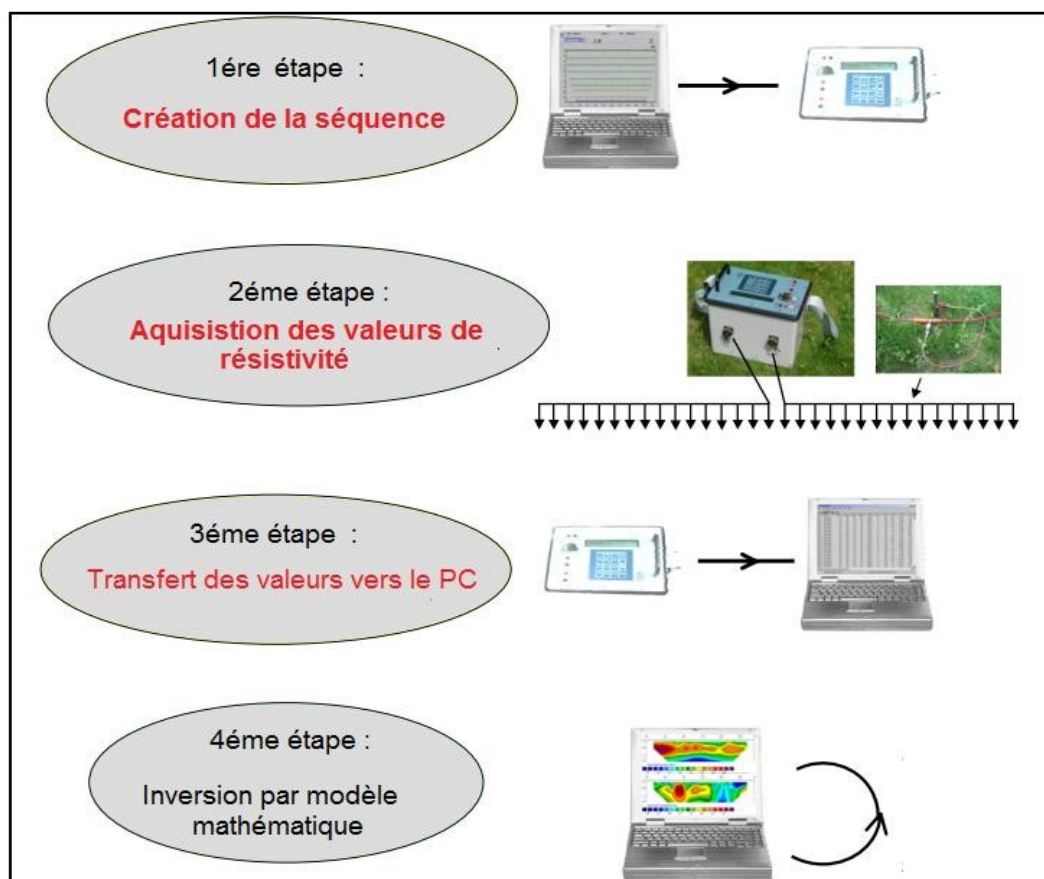 1ére étape :
Création de la séquence
2éme étape :
Aquisistion des valeurs de
résistivité
3éme étape :
Transfert des valeurs vers le PC
4éme étape :
Inversion par modèle
mathématique